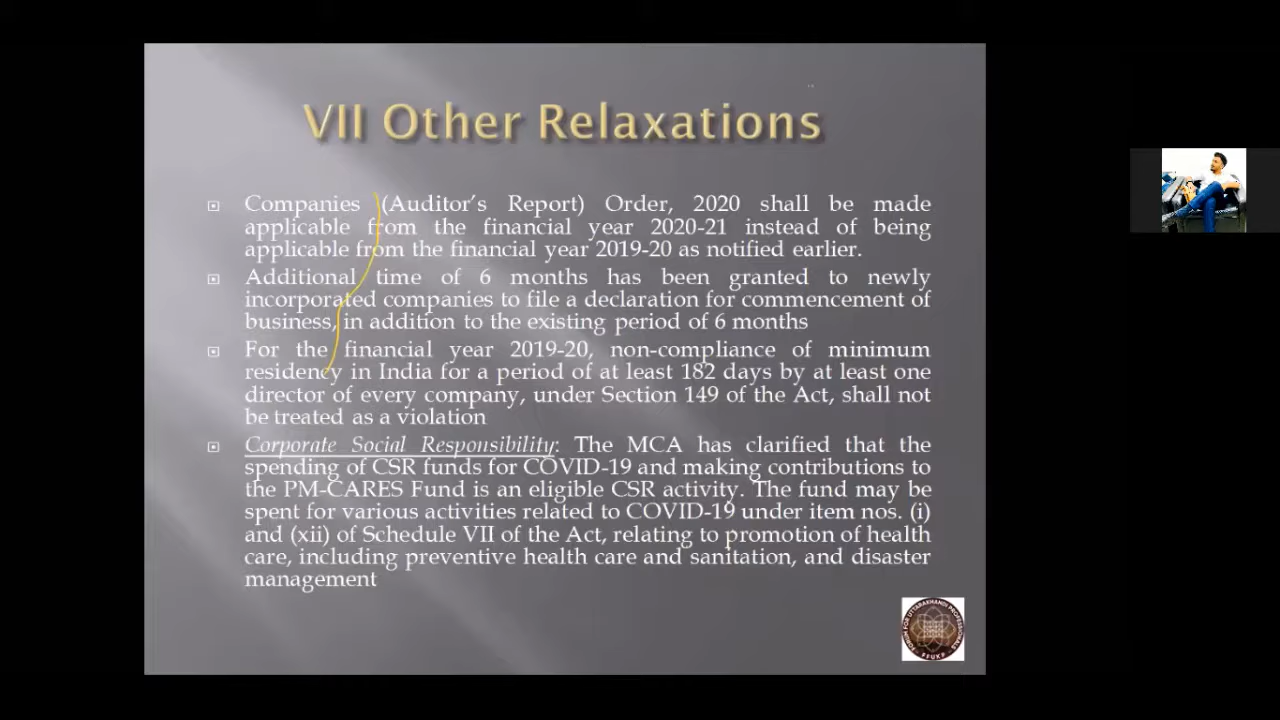 VII Other Relaxations
Companies (Auditor's Report) Order, 2020 shall be made
applicable from the financial year 2020-21 instead of being
applicable from the financial year 2019-20 as notified earlier.
Additional time of 6 months has been granted to newly
incorporated companies to file a declaration for commencement of
business, in addition to the existing period of 6 months
For the financial year 2019-20, non-compliance of minimum
residency in India for a period of at least 182 days by at least one
director of every company, under Section 149 of the Act, shall not
be treated as a violation
Corporate Social Responsibility: The MCA has clarified that the
spending of CSR funds for COVID-19 and making contributions to
the PM-CARES Fund is an eligible CSR activity. The fund may be
spent for various activities related to COVID-19 under item nos. (i)
and (xii) of Schedule VII of the Act, relating to promotion of health
care, including preventive health care and sanitation, and disaster
management
FORUM FOR UTTARAKHAND PROFESSIONALS
FFUKP